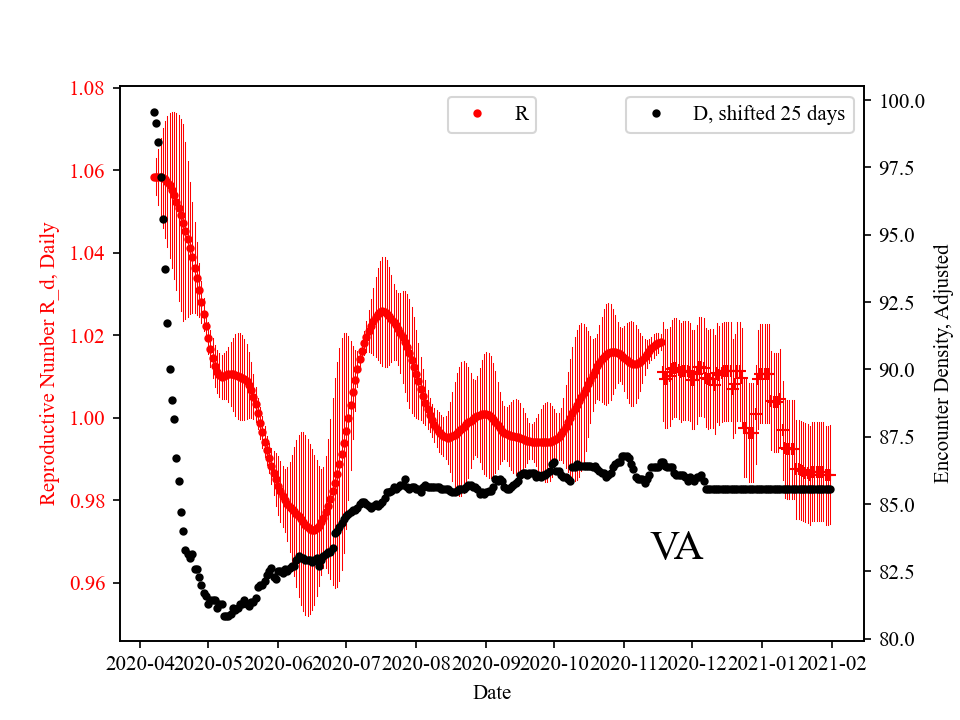 R
D, shifted 25 days
1.08
1.06
1.04
1.02
1.00
0.98
0.96
Reproductive Number R_d, Daily
100.0
97.5
95.0
92.5
90.0
87.5
85.0
82.5
80.0
Encounter Density, Adjusted
VA
2020-04 2020-05 2020-06 2020-07 2020-08 2020-09 2020-10 2020-11 2020-12 2021-01 2021-02
Date